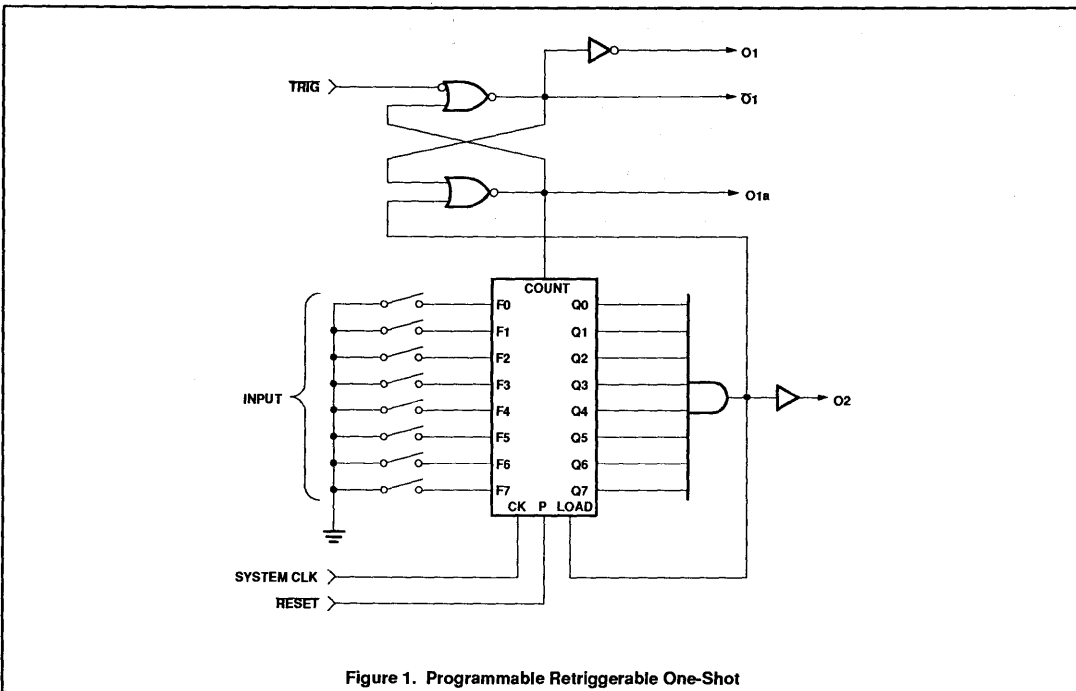 O1
TRIG
O̅1
O1a
COUNT
F0 Q0
F1 Q1
F2 Q2
F3 Q3
INPUT
O2
F4 Q4
F5 Q5
F6 Q6
F7 Q7
CK P LOAD
SYSTEM CLK
RESET
Figure 1. Programmable Retriggerable One-Shot